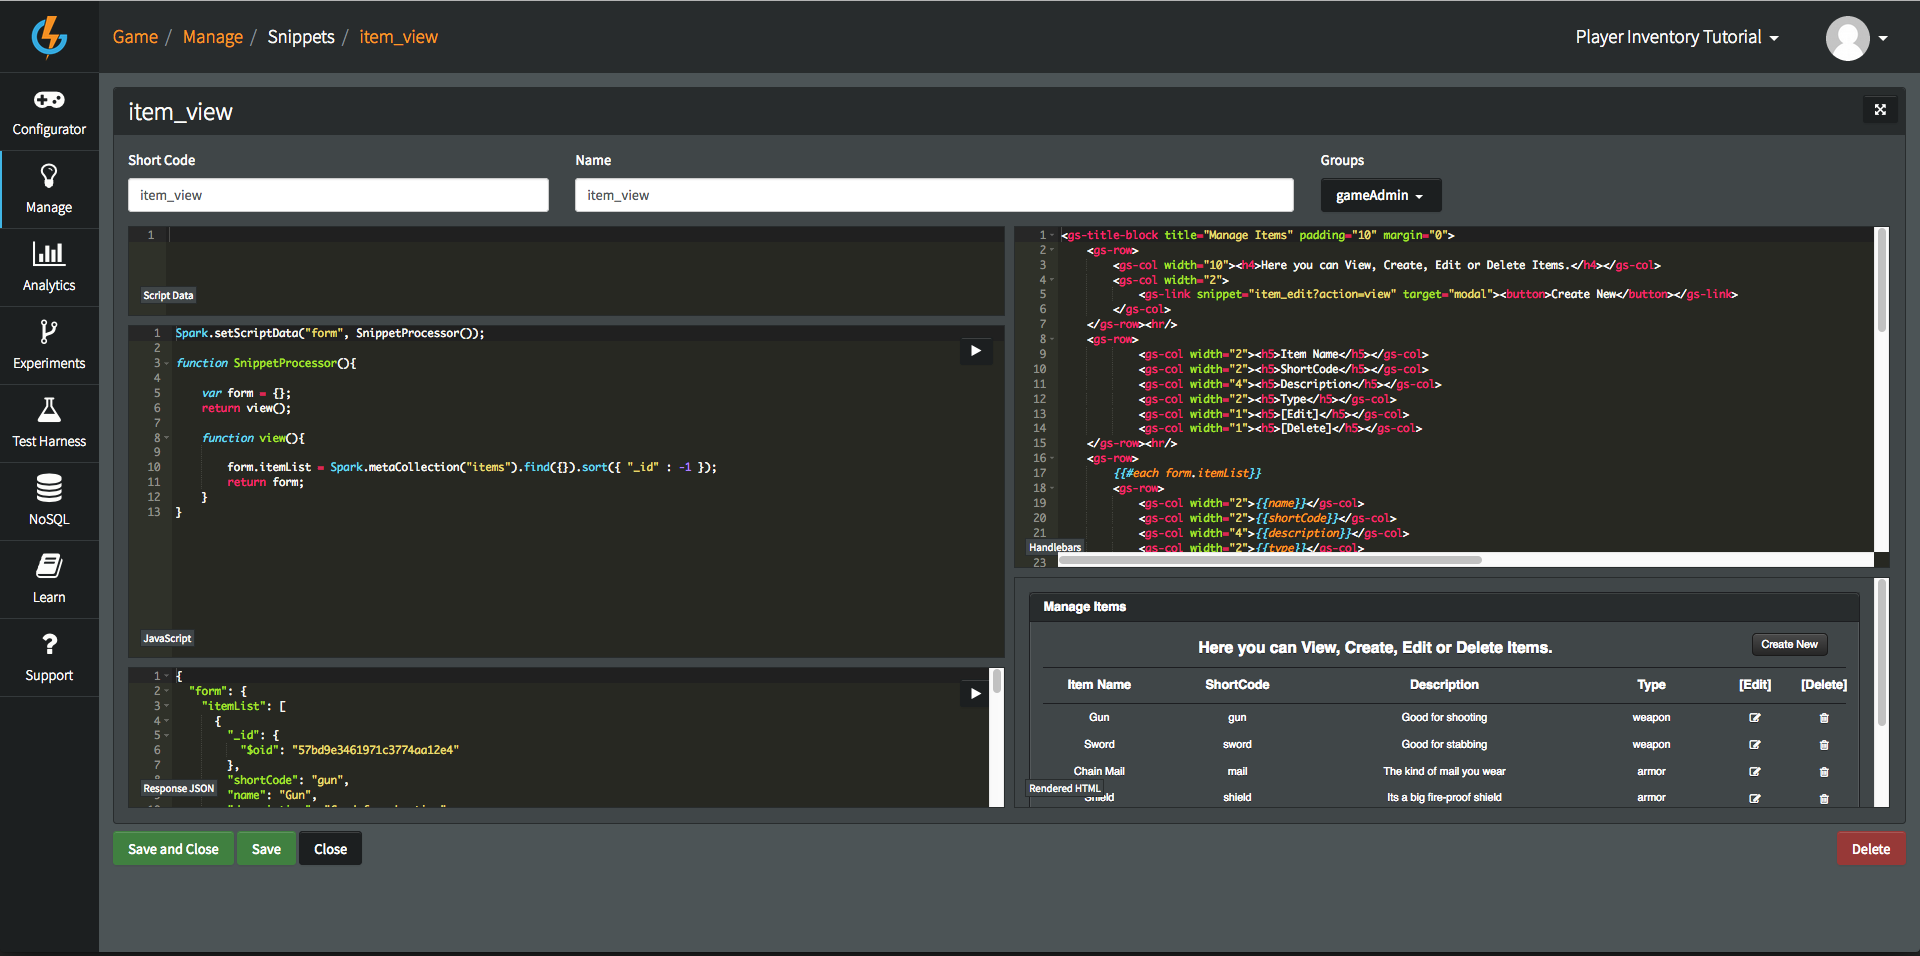 Game / Manage / Snippets / item_view
Player Inventory Tutorial
Configurator
Manage
Analytics
Experiments
Test Harness
NoSQL
Learn
? Support
item_view
Short Code
Name
Groups
item_view
item_view
gameAdmin
1
Script Data
1 Spark.setScriptData("form", SnippetProcessor());
2
3 function SnippetProcessor(){
4
5 var form = {};
6 return view();
7
8 function view(){
9
10 form.itemList = Spark.metaCollection("items").find({}).sort({ "_id" : -1 });
11 return form;
12 }
13 }
JavaScript
1 {
2 "form": {
3 "itemList": [
4 {
5 "_id": {
6 "$oid": "57bd9e3461971c3774aa12e4"
7 },
"shortCode": "gun",
"name": "Gun",
Response JSON
1 <gs-title-block title="Manage Items" padding="10" margin="0">
2 <gs-row>
3 <gs-col width="10"><h4>Here you can View, Create, Edit or Delete Items.</h4></gs-col>
4 <gs-col width="2">
5 <gs-link snippet="item_edit?action=view" target="modal"><button>Create New</button></gs-link>
6 </gs-col>
7 </gs-row><hr/>
8 <gs-row>
9 <gs-col width="2"><h5>Item Name</h5></gs-col>
10 <gs-col width="2"><h5>ShortCode</h5></gs-col>
11 <gs-col width="4"><h5>Description</h5></gs-col>
12 <gs-col width="2"><h5>Type</h5></gs-col>
13 <gs-col width="1"><h5>[Edit]</h5></gs-col>
14 <gs-col width="1"><h5>[Delete]</h5></gs-col>
15 </gs-row><hr/>
16 <gs-row>
17 {{#each form.itemList}}
18 <gs-row>
19 <gs-col width="2">{{name}}</gs-col>
20 <gs-col width="2">{{shortCode}}</gs-col>
21 <gs-col width="4">{{description}}</gs-col>
<gs-col width="2">{{type}}</gs-col>
Handlebars
23
Manage Items
Here you can View, Create, Edit or Delete Items.
Create New
Item Name ShortCode Description Type [Edit] [Delete]
Gun gun Good for shooting weapon
Sword sword Good for stabbing weapon
Chain Mail mail The kind of mail you wear armor
Shield shield Its a big fire-proof shield armor
Rendered HTML
Save and Close
Save
Close
Delete